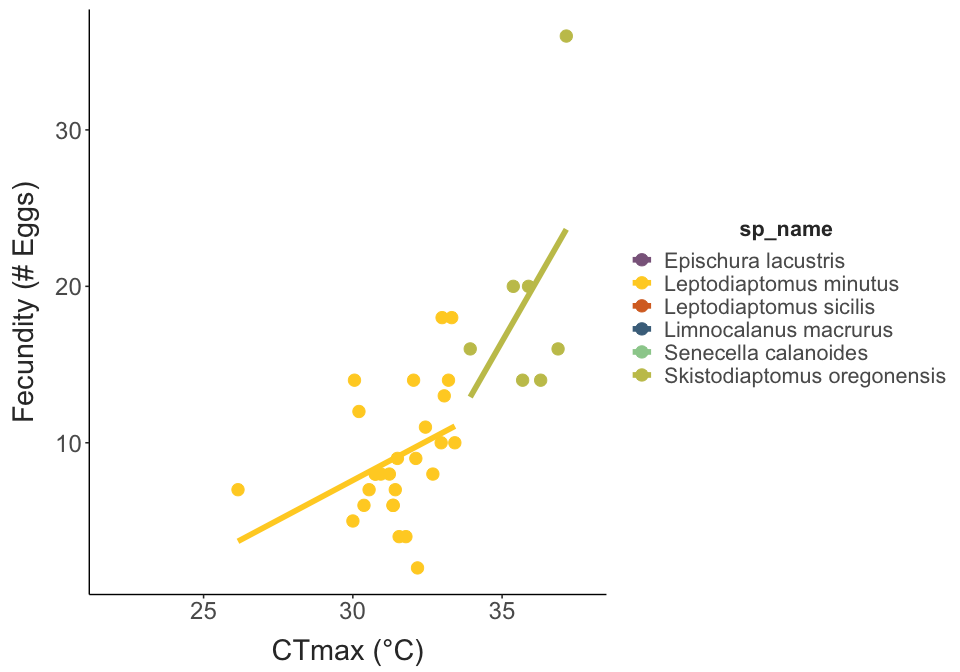 Fecundity (# Eggs)
30
20
10
25
30
35
CTmax (°C)
sp_name
Epischura lacustris
Leptodiaptomus minutus
Leptodiaptomus sicilis
Limnocalanus macrurus
Senecella calanoides
Skistodiaptomus oregonensis